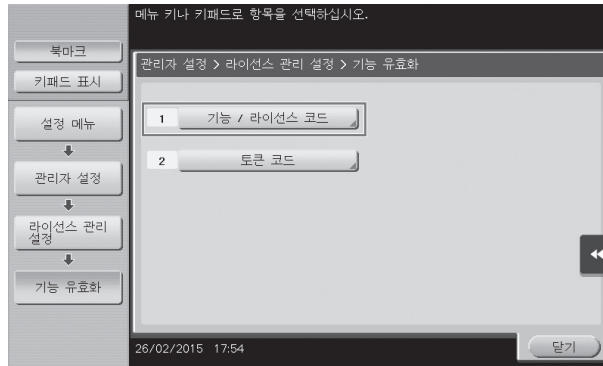 메뉴 키나 키패드로 항목을 선택하십시오.
북마크
키패드 표시
설정 메뉴
관리자 설정
라이선스 관리
설정
기능 유효화
관리자 설정 > 라이선스 관리 설정 > 기능 유효화
1 기능 / 라이선스 코드
2 토큰 코드
26/02/2015 17:54
닫기